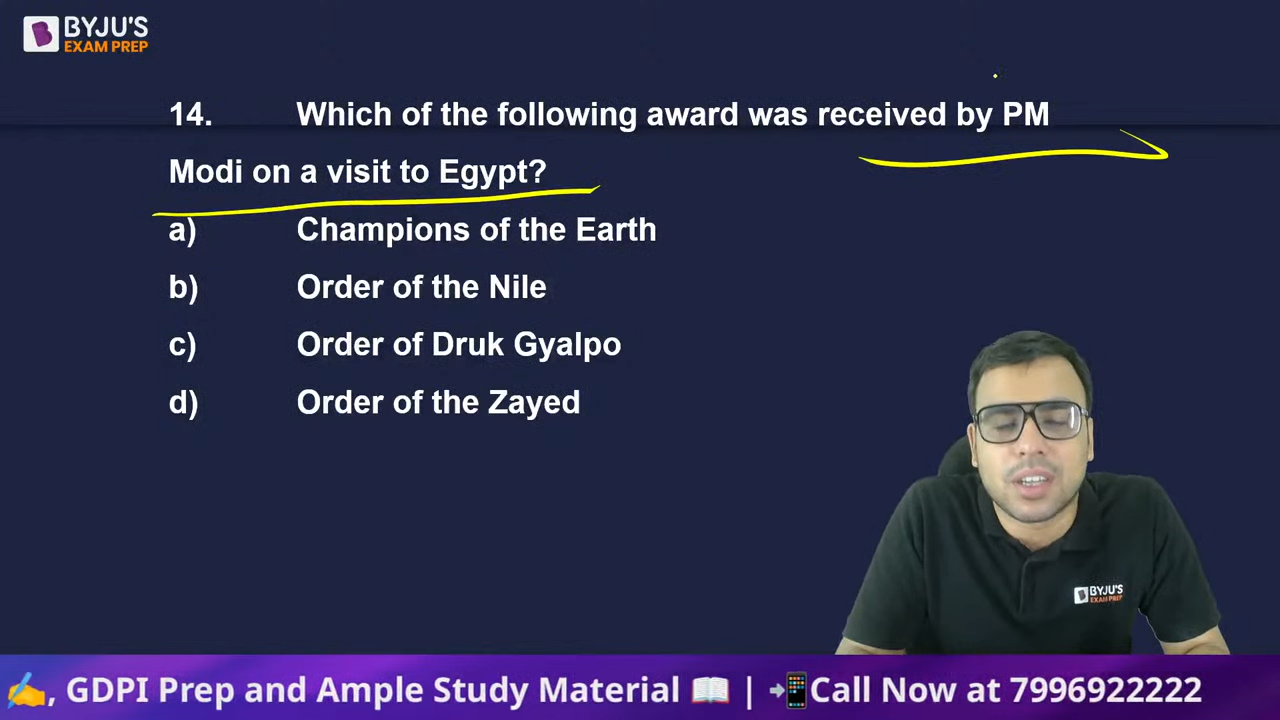 BYJU'S
EXAM PREP
14. Which of the following award was received by PM
Modi on a visit to Egypt?
a) Champions of the Earth
b) Order of the Nile
c) Order of Druk Gyalpo
d) Order of the Zayed
BYJU'S
EXAM PREP
✍️, GDPI Prep and Ample Study Material 📖 | 📲Call Now at 7996922222